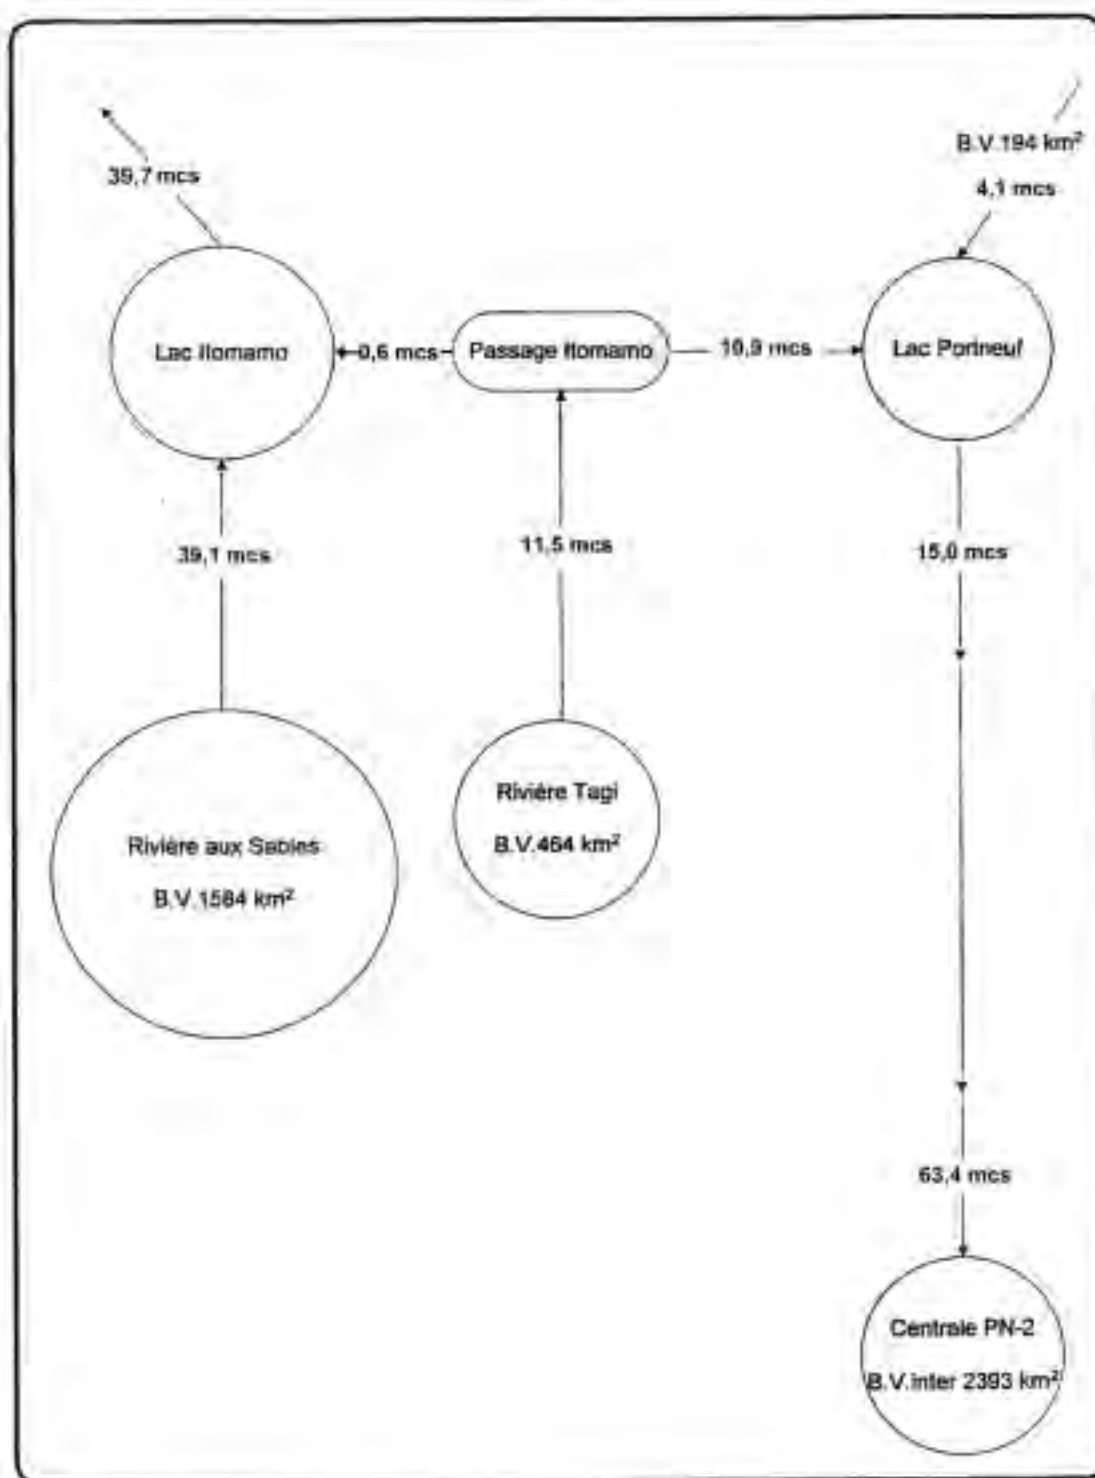 39,7 mcs
B.V.194 km²
4,1 mcs
Lac Itomamo
0,6 mcs
Passage Itomamo
10,9 mcs
Lac Portneuf
39,1 mcs
11,5 mcs
15,0 mcs
Rivière aux Sables
B.V.1584 km²
Rivière Tagi
B.V.464 km²
63,4 mcs
Centrale PN-2
B.V.inter 2393 km²